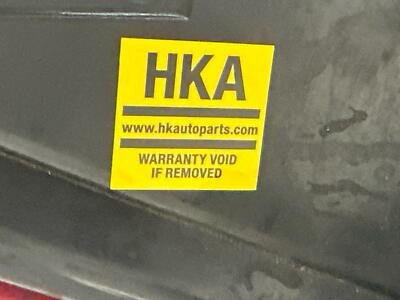 HKA
www.hkautoparts.com
WARRANTY VOID
IF REMOVED